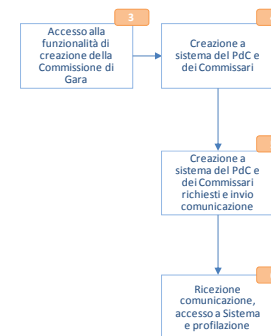 3
Accesso alla
funzionalità di
creazione della
Commissione di
Gara
Creazione a
sistema del PdC e
dei Commissari
Creazione a
sistema del PdC e
dei Commissari
richiesti e invio
comunicazione
Ricezione
comunicazione,
accesso a Sistema
e profilazione